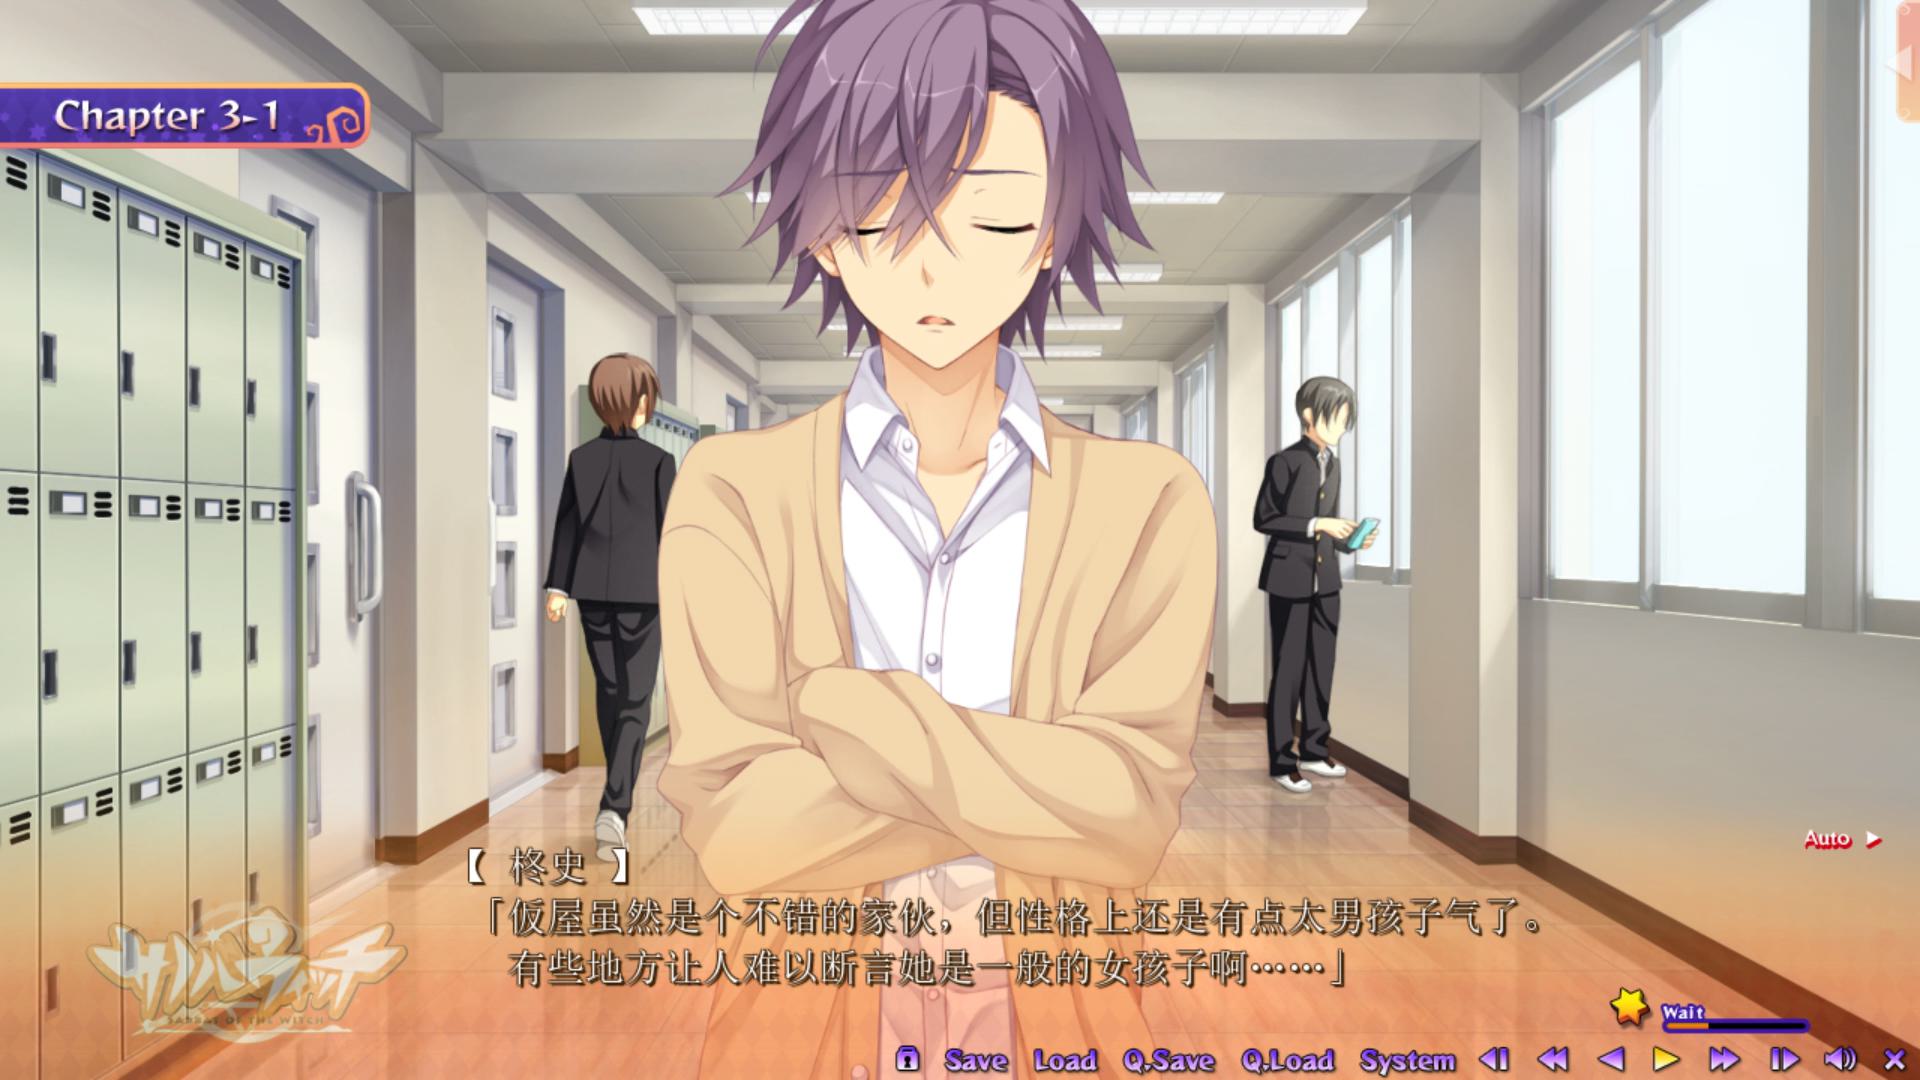 Chapter 3-1
【 柊史 】
「仮屋虽然是个不错的家伙，但性格上还是有点太男孩子气了。
有些地方让人难以断言她是一般的女孩子啊……」
Auto
サノバウィッチ
SABBAT OF THE WITCH
Wait
Save Load Q.Save Q.Load System